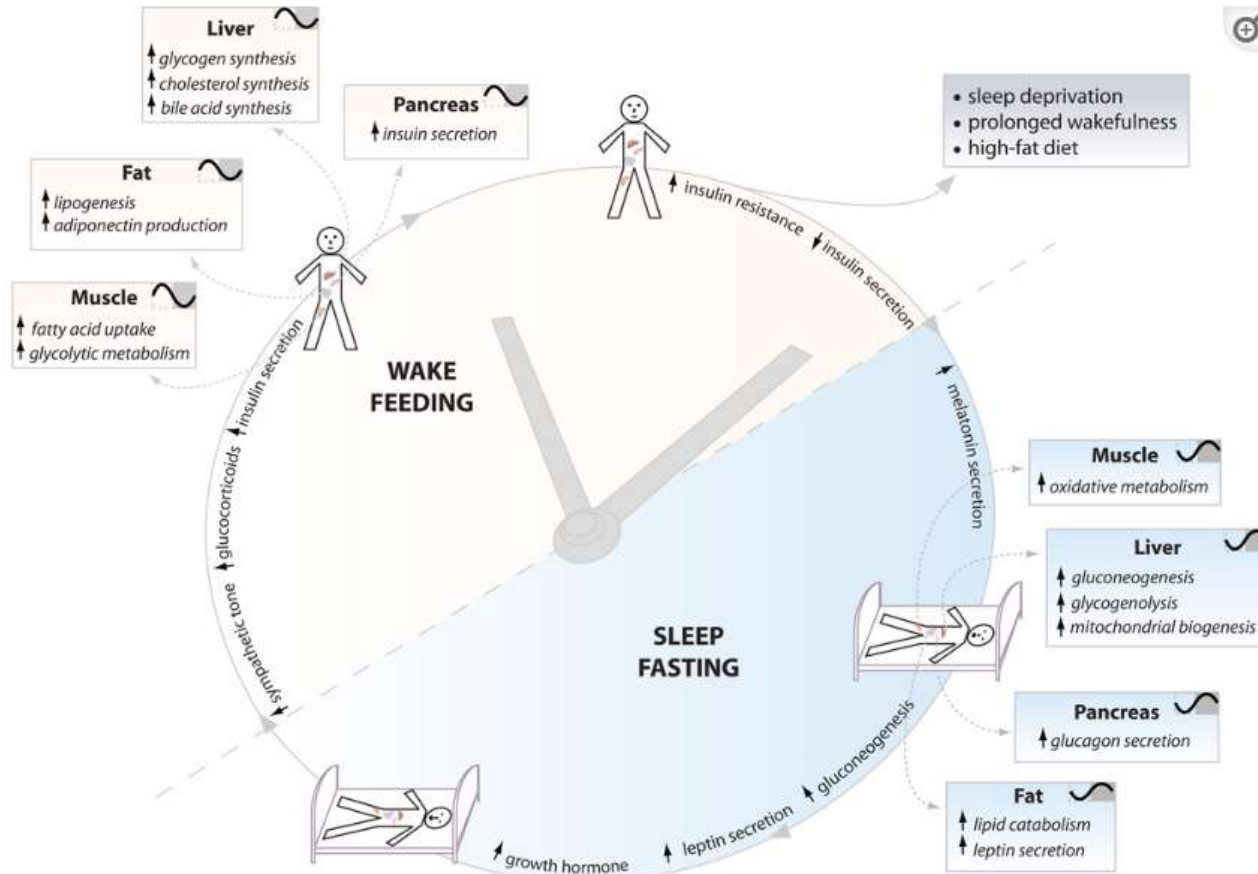 Liver
glycogen synthesis
cholesterol synthesis
bile acid synthesis
Pancreas
insuin secretion
Fat
lipogenesis
adiponectin production
Muscle
fatty acid uptake
glycolytic metabolism
• sleep deprivation
• prolonged wakefulness
• high-fat diet
insulin resistance
insulin secretion
WAKE
FEEDING
insulin secretion
glucocorticoids
sympathetic tone
melatonin secretion
Muscle
oxidative metabolism
Liver
gluconeogenesis
glycogenolysis
mitochondrial biogenesis
SLEEP
FASTING
Pancreas
glucagon secretion
Fat
lipid catabolism
leptin secretion
gluconeogenesis
leptin secretion
growth hormone